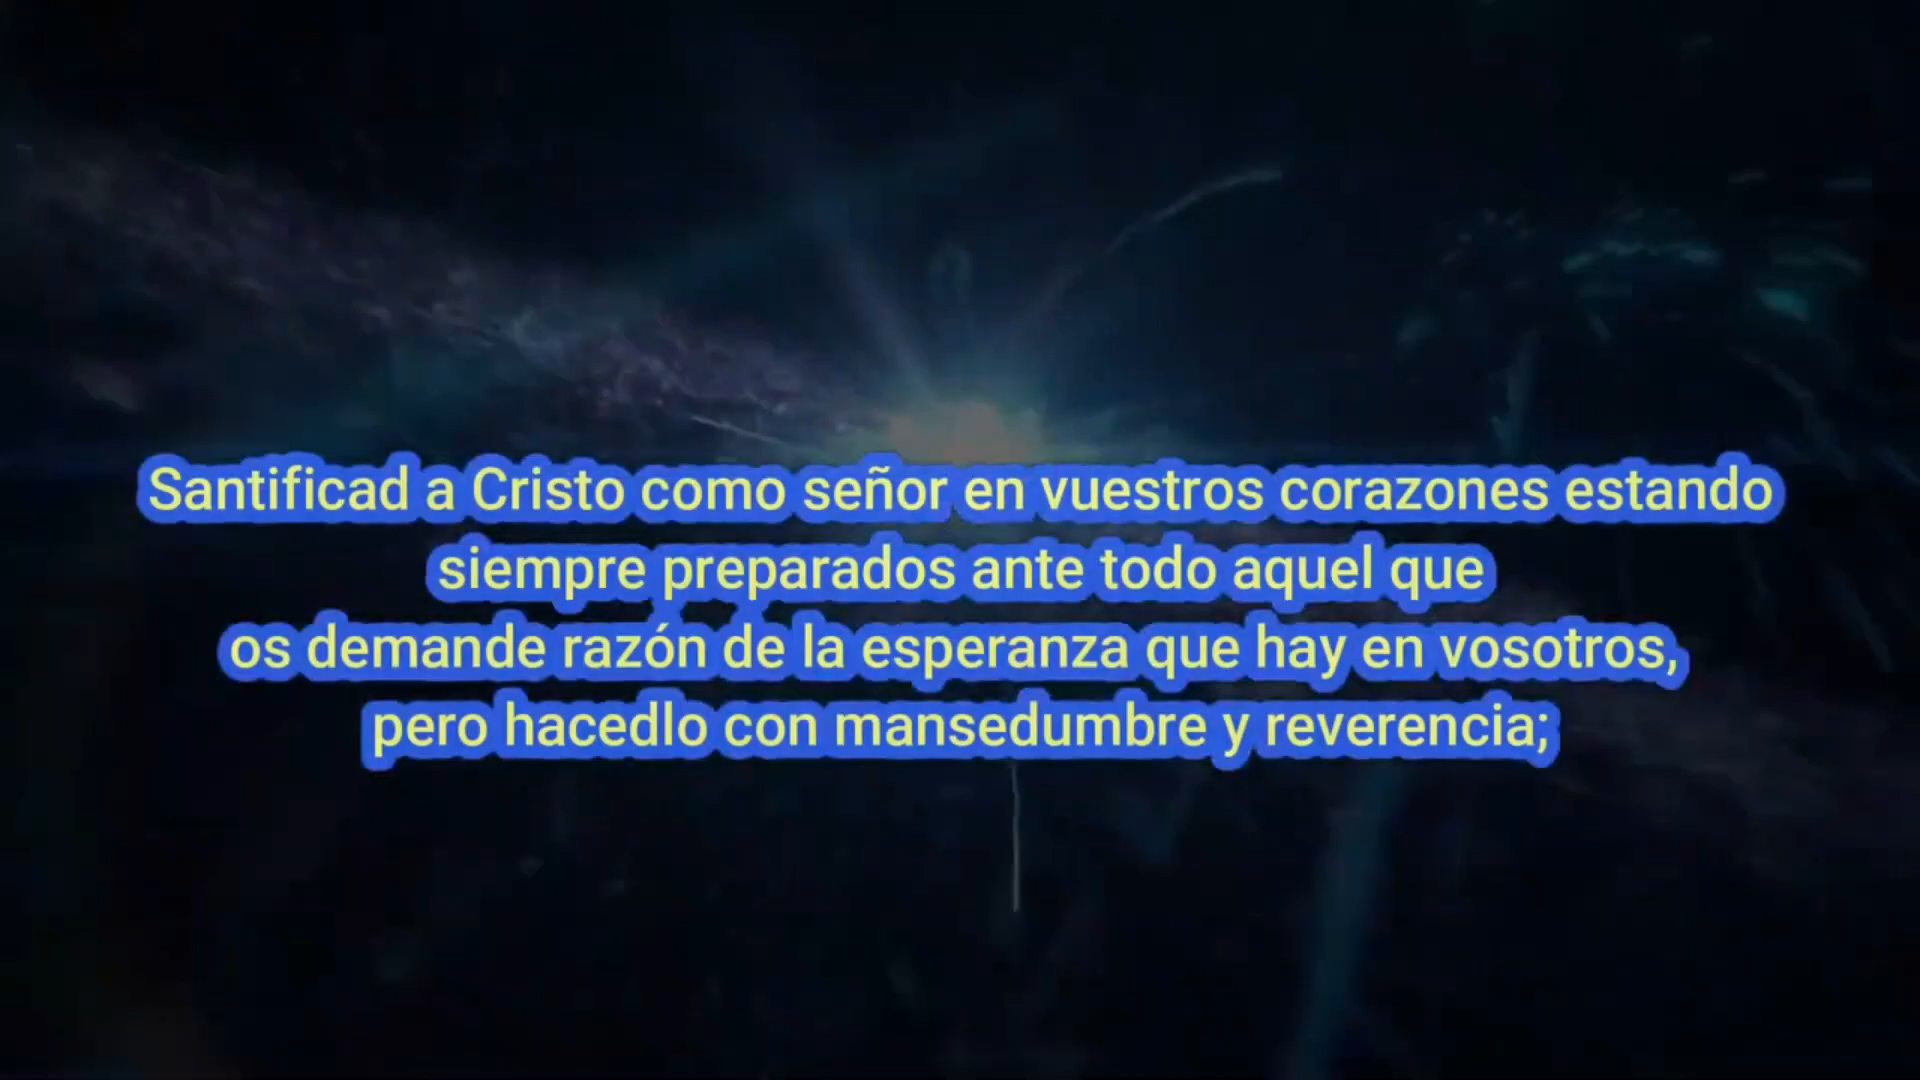 Santificad a Cristo como señor en vuestros corazones estando
siempre preparados ante todo aquel que
os demande razón de la esperanza que hay en vosotros,
pero hacedlo con mansedumbre y reverencia;